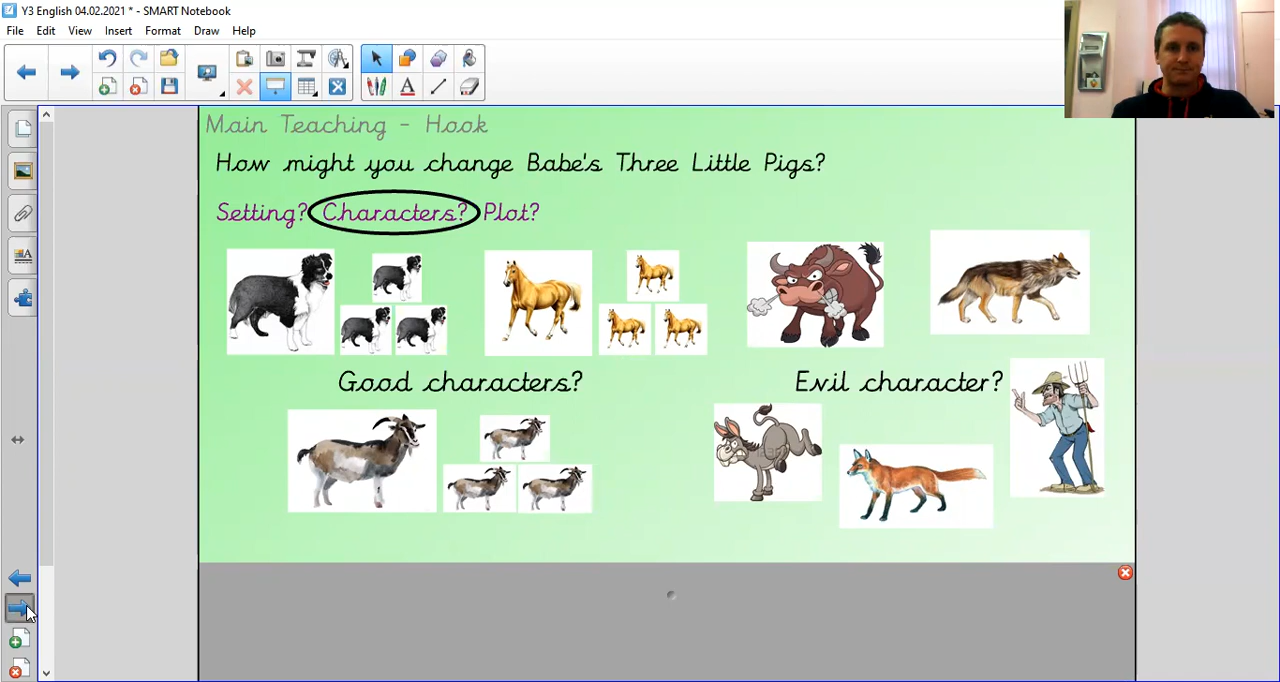 Y3 English 04.02.2021 * - SMART Notebook
File Edit View Insert Format Draw Help
Main Teaching - Hook
How might you change Babe's Three Little Pigs?
Setting? Characters? Plot?
Good characters?
Evil character?